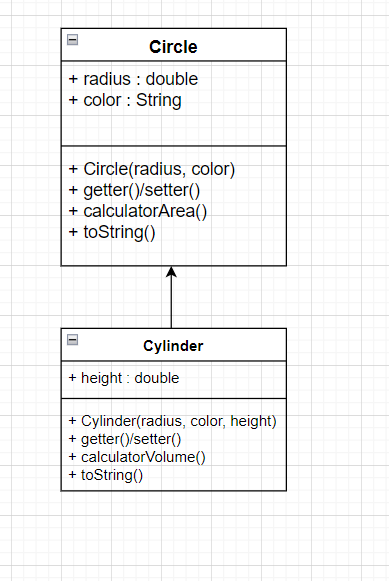 Circle
+ radius : double
+ color : String
+ Circle(radius, color)
+ getter()/setter()
+ calculatorArea()
+ toString()
Cylinder
+ height : double
+ Cylinder(radius, color, height)
+ getter()/setter()
+ calculatorVolume()
+ toString()